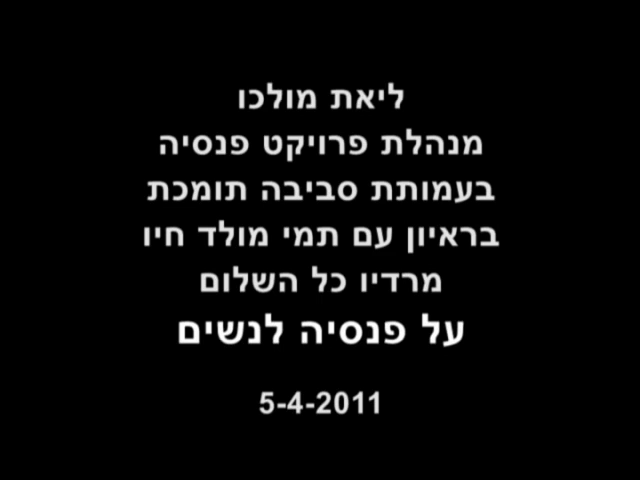 ליאת מולכו
מנהלת פרויקט פנסיה
בעמותת סביבה תומכת
בראיון עם תמי מולד חיו
מרדיו כל השלום
על פנסיה לנשים
5-4-2011